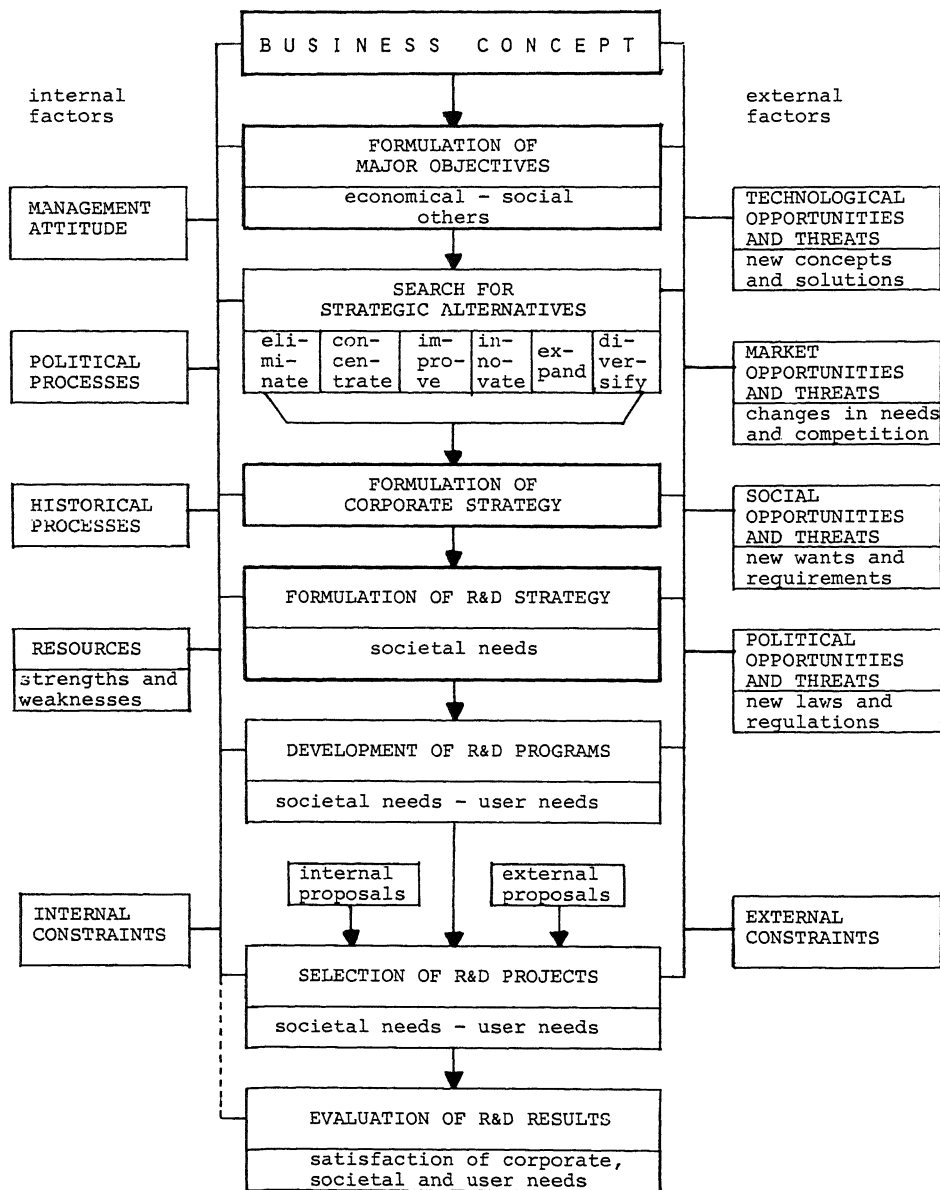 BUSINESS CONCEPT
internal
factors
external
factors
FORMULATION OF
MAJOR OBJECTIVES
economical - social
others
MANAGEMENT
ATTITUDE
TECHNOLOGICAL
OPPORTUNITIES
AND THREATS
new concepts
and solutions
SEARCH FOR
STRATEGIC ALTERNATIVES
eli-
mi-
nate
con-
cen-
trate
im-
pro-
ve
in-
no-
vate
ex-
pand
di-
ver-
sify
POLITICAL
PROCESSES
MARKET
OPPORTUNITIES
AND THREATS
changes in needs
and competition
FORMULATION OF
CORPORATE STRATEGY
HISTORICAL
PROCESSES
SOCIAL
OPPORTUNITIES
AND THREATS
new wants and
requirements
FORMULATION OF R&D STRATEGY
societal needs
RESOURCES
strengths and
weaknesses
POLITICAL
OPPORTUNITIES
AND THREATS
new laws and
regulations
DEVELOPMENT OF R&D PROGRAMS
societal needs - user needs
internal
proposals
external
proposals
INTERNAL
CONSTRAINTS
EXTERNAL
CONSTRAINTS
SELECTION OF R&D PROJECTS
societal needs - user needs
EVALUATION OF R&D RESULTS
satisfaction of corporate,
societal and user needs